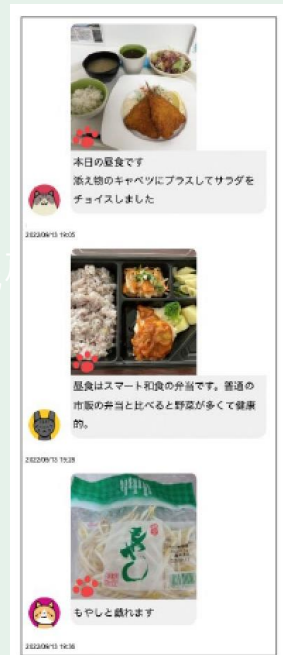 本日の昼食です
添え物のキャベツにプラスしてサラダを
チョイスしました
2022/09/13 19:05
昼食はスマート和食の弁当です。普通の
市販の弁当と比べると野菜が多くて健康
的。
2022/09/13 19:28
もやし
もやしと戯れます
2022/09/13 19:36